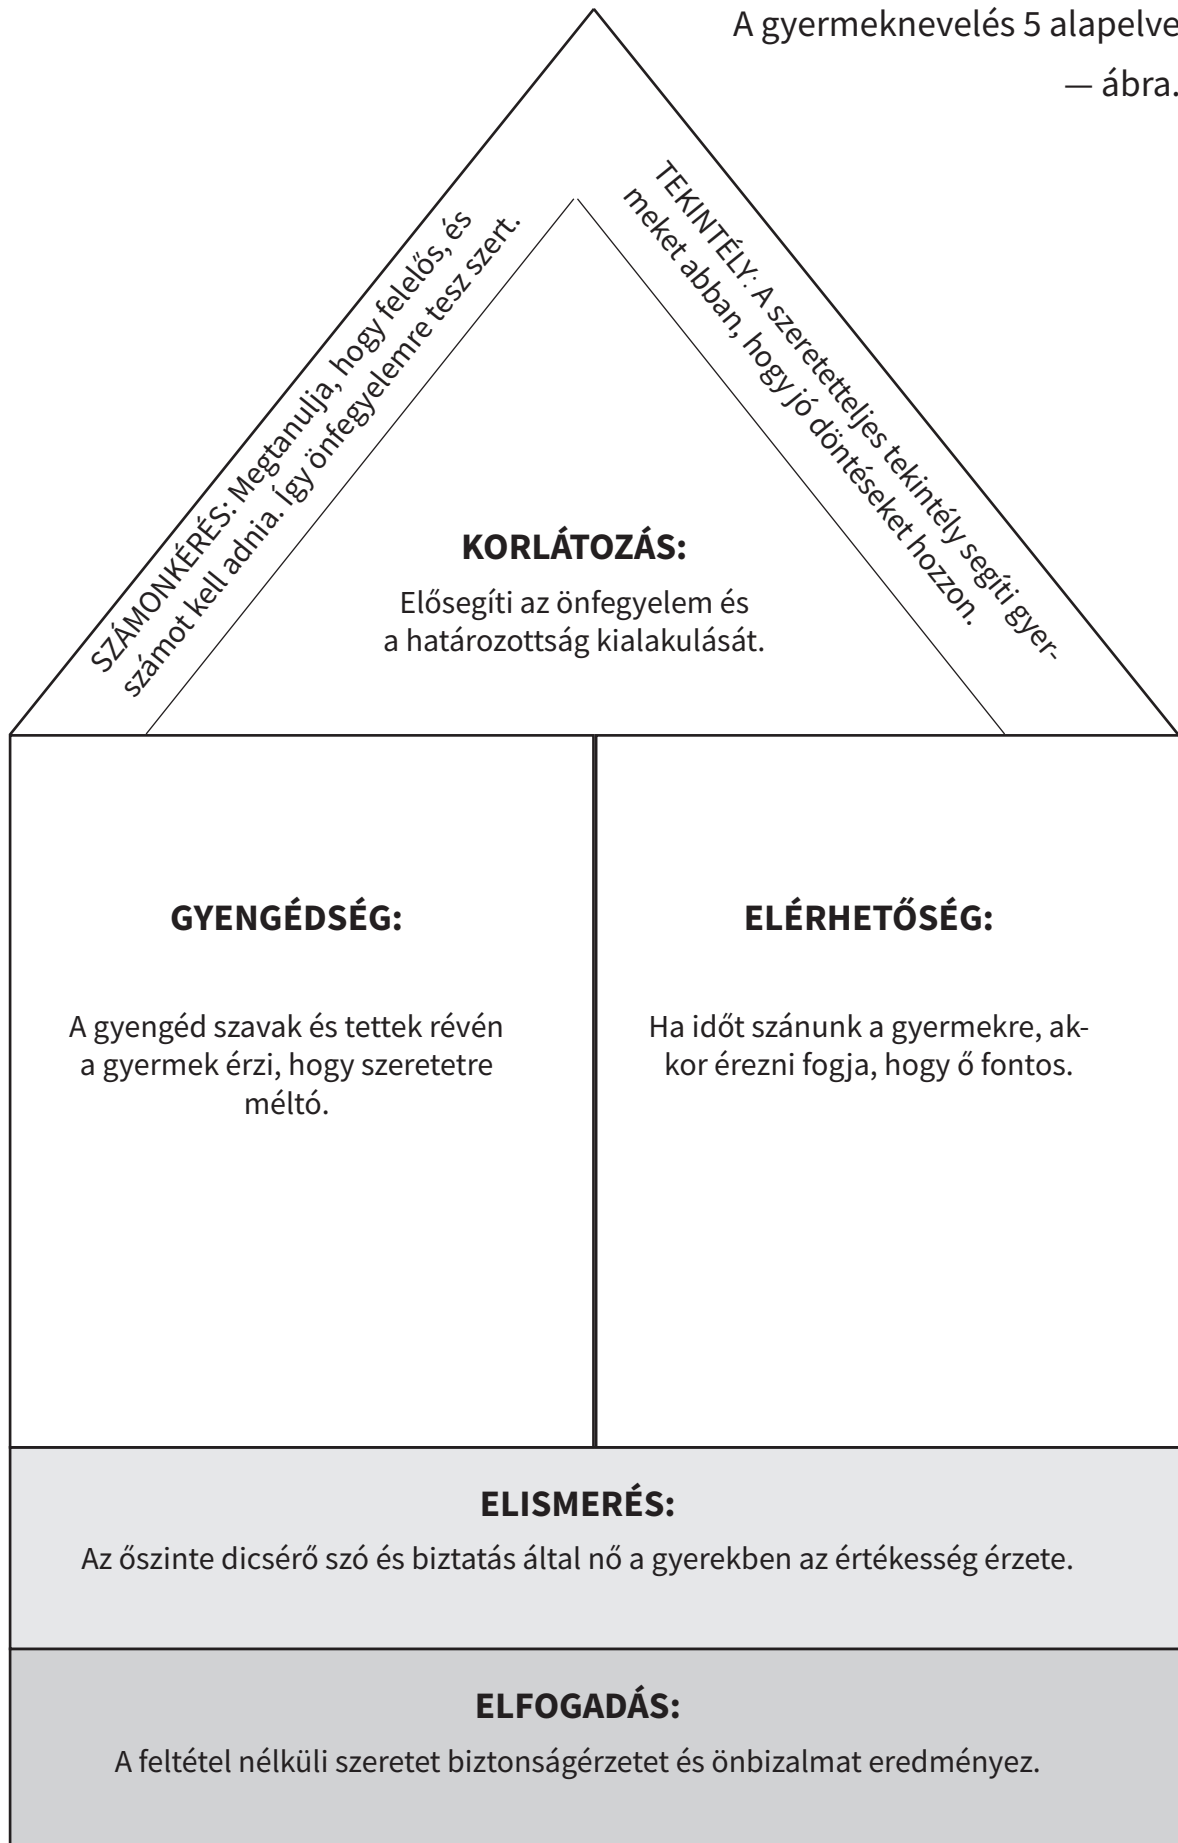 A gyermeknevelés 5 alapelve
— ábra.
SZÁMONKÉRÉS: Megtanulja, hogy felelős, és
számot kell adnia. Így önfegyelemre tesz szert.
TEKINTÉLY: A szeretetteljes tekintély segíti gyer-
meket abban, hogy jó döntéseket hozzon.
KORLÁTOZÁS:
Elősegíti az önfegyelem és
a határozottság kialakulását.
GYENGÉDSÉG:
A gyengéd szavak és tettek révén
a gyermek érzi, hogy szeretetre
méltó.
ELÉRHETŐSÉG:
Ha időt szánunk a gyermekre, ak-
kor érezni fogja, hogy ő fontos.
ELISMERÉS:
Az őszinte dicsérő szó és biztatás által nő a gyerekben az értékesség érzete.
ELFOGADÁS:
A feltétel nélküli szeretet biztonságérzetet és önbizalmat eredményez.